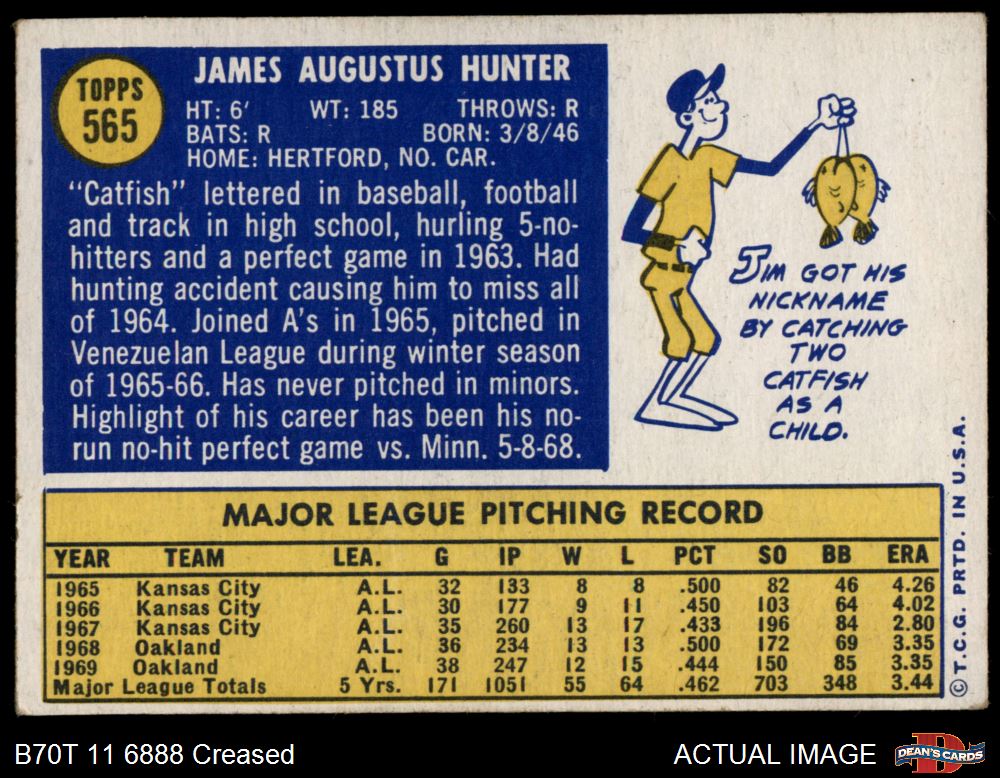 TOPPS
565
JAMES AUGUSTUS HUNTER
HT: 6' WT: 185 THROWS: R
BATS: R BORN: 3/8/46
HOME: HERTFORD, NO. CAR.
"Catfish" lettered in baseball, football
and track in high school, hurling 5-no-
hitters and a perfect game in 1963. Had
hunting accident causing him to miss all
of 1964. Joined A's in 1965, pitched in
Venezuelan League during winter season
of 1965-66. Has never pitched in minors.
Highlight of his career has been his no-
run no-hit perfect game vs. Minn. 5-8-68.
JIM GOT HIS
NICKNAME
BY CATCHING
TWO
CATFISH
AS A
CHILD.
MAJOR LEAGUE PITCHING RECORD
YEAR TEAM LEA. G IP W L PCT SO BB ERA
1965 Kansas City A.L. 32 133 8 8 .500 82 46 4.26
1966 Kansas City A.L. 30 177 9 11 .450 103 64 4.02
1967 Kansas City A.L. 35 260 13 17 .433 196 84 2.80
1968 Oakland A.L. 36 234 13 13 .500 172 69 3.35
1969 Oakland A.L. 38 247 12 15 .444 150 85 3.35
Major League Totals 5 Yrs. 171 1051 55 64 .462 703 348 3.44
© T.C.G. PRTD. IN U.S.A.
B70T 11 6888 Creased
ACTUAL IMAGE
DEAN'S CARDS